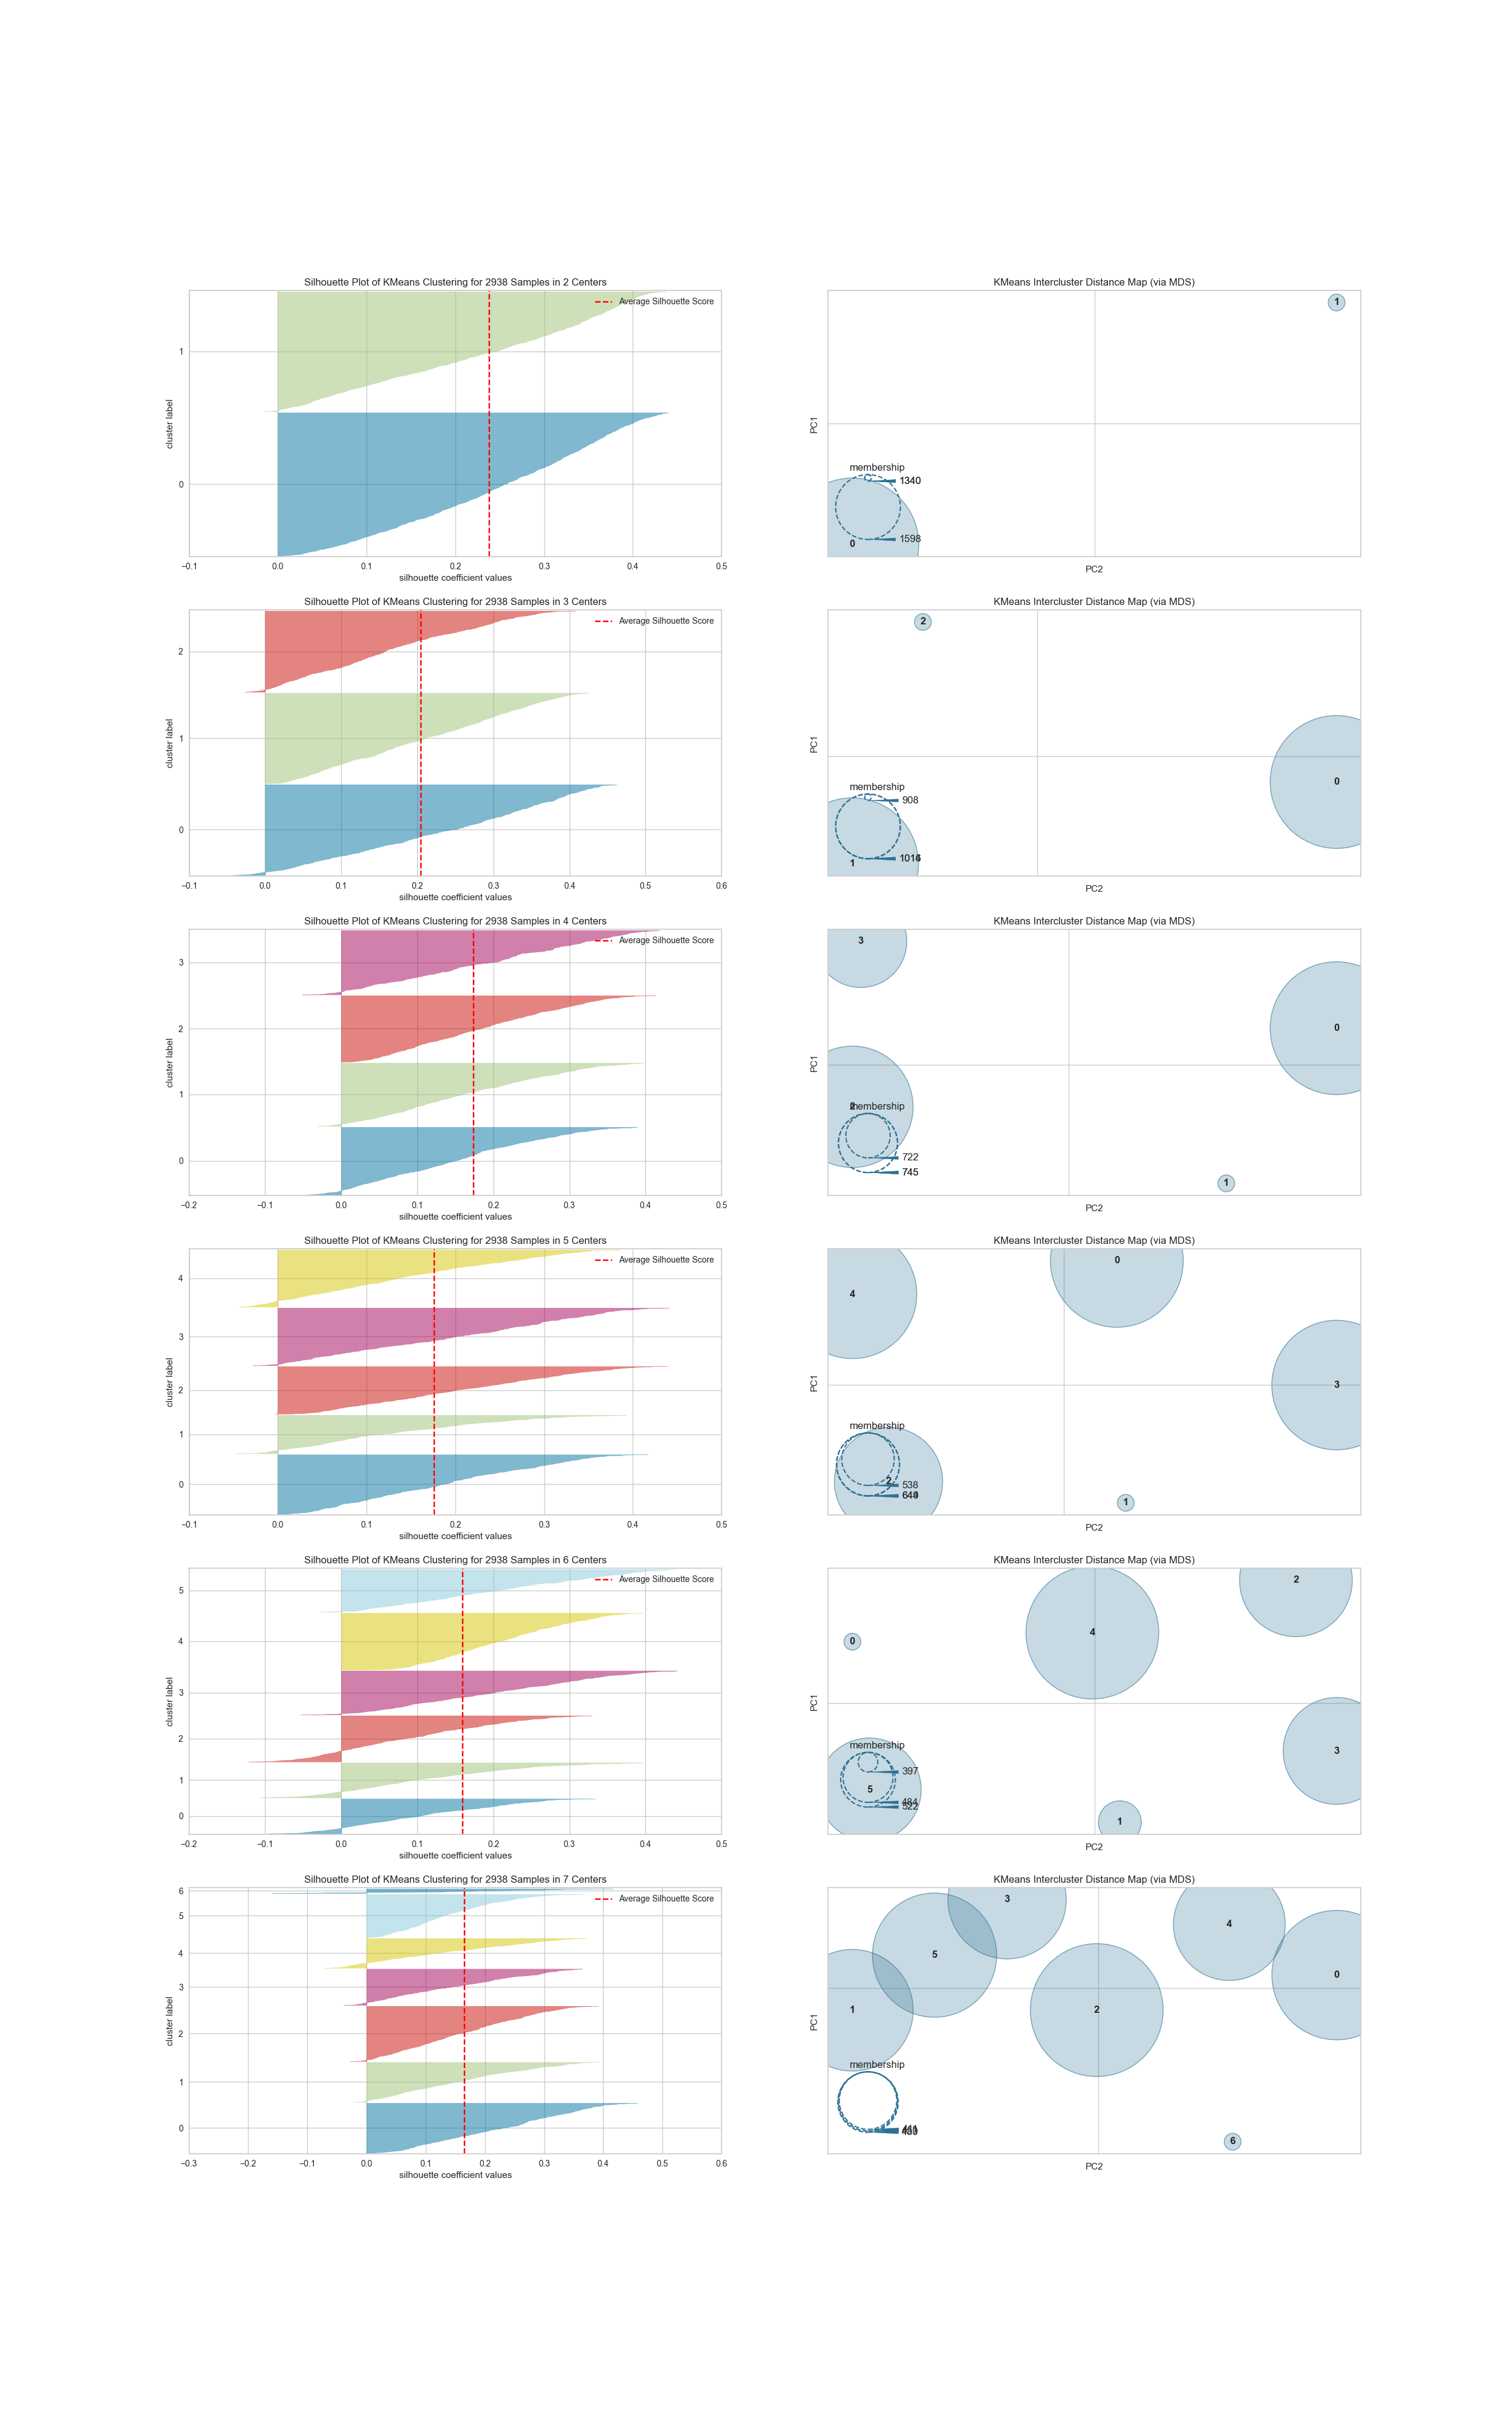 Silhouette Plot of KMeans Clustering for 2938 Samples in 2 Centers
Average Silhouette Score
cluster label
1
0
−0.1 0.0 0.1 0.2 0.3 0.4 0.5
silhouette coefficient values
KMeans Intercluster Distance Map (via MDS)
1
PC1
membership
1340
1598
0
PC2
Silhouette Plot of KMeans Clustering for 2938 Samples in 3 Centers
Average Silhouette Score
cluster label
2
1
0
−0.1 0.0 0.1 0.2 0.3 0.4 0.5 0.6
silhouette coefficient values
KMeans Intercluster Distance Map (via MDS)
2
PC1
0
membership
908
1
PC2
Silhouette Plot of KMeans Clustering for 2938 Samples in 4 Centers
Average Silhouette Score
cluster label
3
2
1
0
−0.2 −0.1 0.0 0.1 0.2 0.3 0.4 0.5
silhouette coefficient values
KMeans Intercluster Distance Map (via MDS)
3
0
PC1
2
membership
722
745
1
PC2
Silhouette Plot of KMeans Clustering for 2938 Samples in 5 Centers
Average Silhouette Score
cluster label
4
3
2
1
0
−0.1 0.0 0.1 0.2 0.3 0.4 0.5
silhouette coefficient values
KMeans Intercluster Distance Map (via MDS)
0
4
PC1
3
membership
2
538
1
PC2
Silhouette Plot of KMeans Clustering for 2938 Samples in 6 Centers
Average Silhouette Score
cluster label
5
4
3
2
1
0
−0.2 −0.1 0.0 0.1 0.2 0.3 0.4 0.5
silhouette coefficient values
KMeans Intercluster Distance Map (via MDS)
2
4
0
PC1
membership
3
397
5
484
522
1
PC2
Silhouette Plot of KMeans Clustering for 2938 Samples in 7 Centers
Average Silhouette Score
cluster label
6
5
4
3
2
1
0
−0.3 −0.2 −0.1 0.0 0.1 0.2 0.3 0.4 0.5 0.6
silhouette coefficient values
KMeans Intercluster Distance Map (via MDS)
3
4
5
0
1
2
PC1
membership
6
PC2